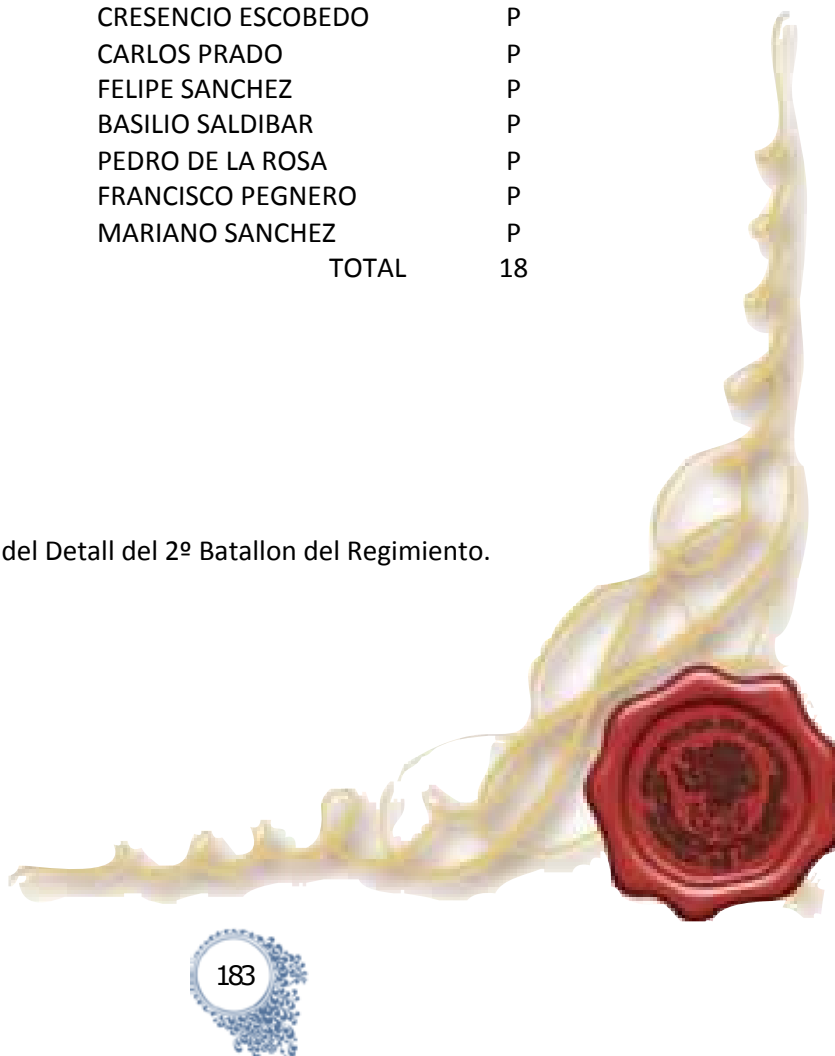 CRESENCIO ESCOBEDO P
CARLOS PRADO P
FELIPE SANCHEZ P
BASILIO SALDIBAR P
PEDRO DE LA ROSA P
FRANCISCO PEGNERO P
MARIANO SANCHEZ P
TOTAL 18
del Detall del 2º Batallon del Regimiento.
183